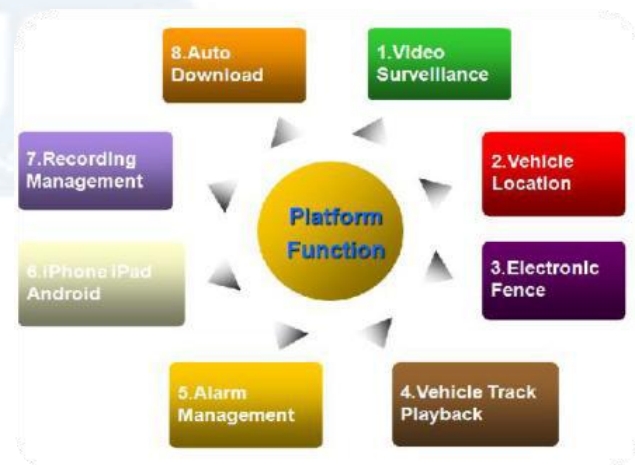 8.Auto
Download
1.Video
Surveillance
7.Recording
Management
2.Vehicle
Location
Platform
Function
6.iPhone iPad
Android
3.Electronic
Fence
5.Alarm
Management
4.Vehicle Track
Playback